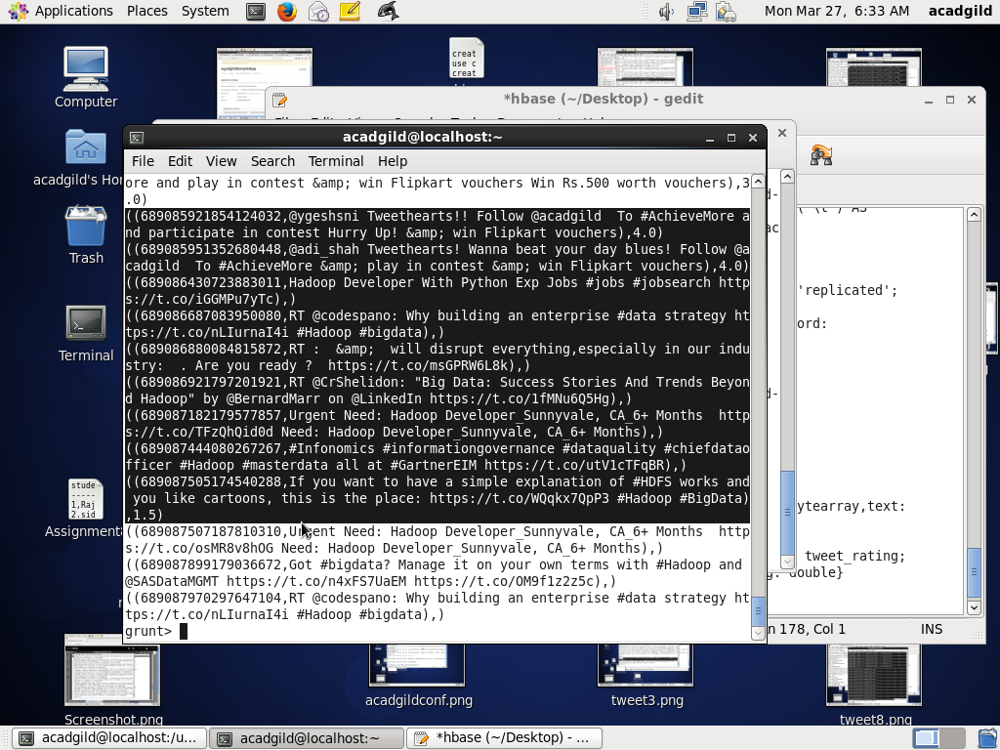 Applications Places System
Mon Mar 27, 6:33 AM acadgild
Computer
acadgild's Hor
Trash
Terminal
stude
-----
1,Raj
2.sid
Assignment
creat
use c
creat
*hbase (~/Desktop) - gedit
acadgild@localhost:~
File Edit View Search Terminal Help
ore and play in contest &amp; win Flipkart vouchers Win Rs.500 worth vouchers),3
.0)
((689085921854124032,@ygeshsni Tweethearts!! Follow @acadgild  To #AchieveMore a
nd participate in contest Hurry Up! &amp; win Flipkart vouchers),4.0)
((689085951352680448,@adi_shah Tweethearts! Wanna beat your day blues! Follow @a
cadgild  To #AchieveMore &amp; play in contest &amp; win Flipkart vouchers),4.0)
((689086430723883011,Hadoop Developer With Python Exp Jobs #jobs #jobsearch http
s://t.co/iGGMPu7yTc),)
((689086687083950080,RT @codespano: Why building an enterprise #data strategy ht
tps://t.co/nLIurnaI4i #Hadoop #bigdata),)
((689086880084815872,RT :  &amp;  will disrupt everything,especially in our indu
stry:  . Are you ready ?  https://t.co/msGPRW6L8k),)
((689086921797201921,RT @CrShelidon: "Big Data: Success Stories And Trends Beyon
d Hadoop" by @BernardMarr on @LinkedIn https://t.co/1fMNu6Q5Hg),)
((689087182179577857,Urgent Need: Hadoop Developer_Sunnyvale, CA_6+ Months  http
s://t.co/TFzQhQid0d Need: Hadoop Developer_Sunnyvale, CA_6+ Months),)
((689087444080267267,#Infonomics #informationgovernance #dataquality #chiefdatao
fficer #Hadoop #masterdata all at #GartnerEIM https://t.co/utV1cTFqBR),)
((689087505174540288,If you want to have a simple explanation of #HDFS works and
 you like cartoons, this is the place: https://t.co/WQqkx7QpP3 #Hadoop #BigData)
,1.5)
((689087507187810310,Urgent Need: Hadoop Developer_Sunnyvale, CA_6+ Months  http
s://t.co/osMR8v8hOG Need: Hadoop Developer_Sunnyvale, CA_6+ Months),)
((689087899179036672,Got #bigdata? Manage it on your own terms with #Hadoop and
@SASDataMGMT https://t.co/n4xFS7UaEM https://t.co/OM9f1z2z5c),)
((689087970297647104,RT @codespano: Why building an enterprise #data strategy ht
tps://t.co/nLIurnaI4i #Hadoop #bigdata),)
grunt>
d-
ac
d-
('\t') AS
'replicated';
ord:
ytearray,text:
tweet_rating;
g: double}
n 178, Col 1 INS
Screenshot.png
acadgildconf.png
tweet3.png
tweet8.png
acadgild@localhost:/u...
acadgild@localhost:~
*hbase (~/Desktop) - ...